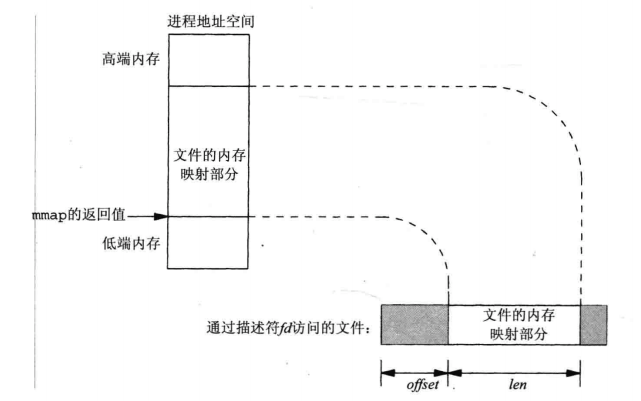 进程地址空间
高端内存
文件的内存
映射部分
mmap的返回值
低端内存
通过描述符fd访问的文件:
文件的内存
映射部分
offset
len